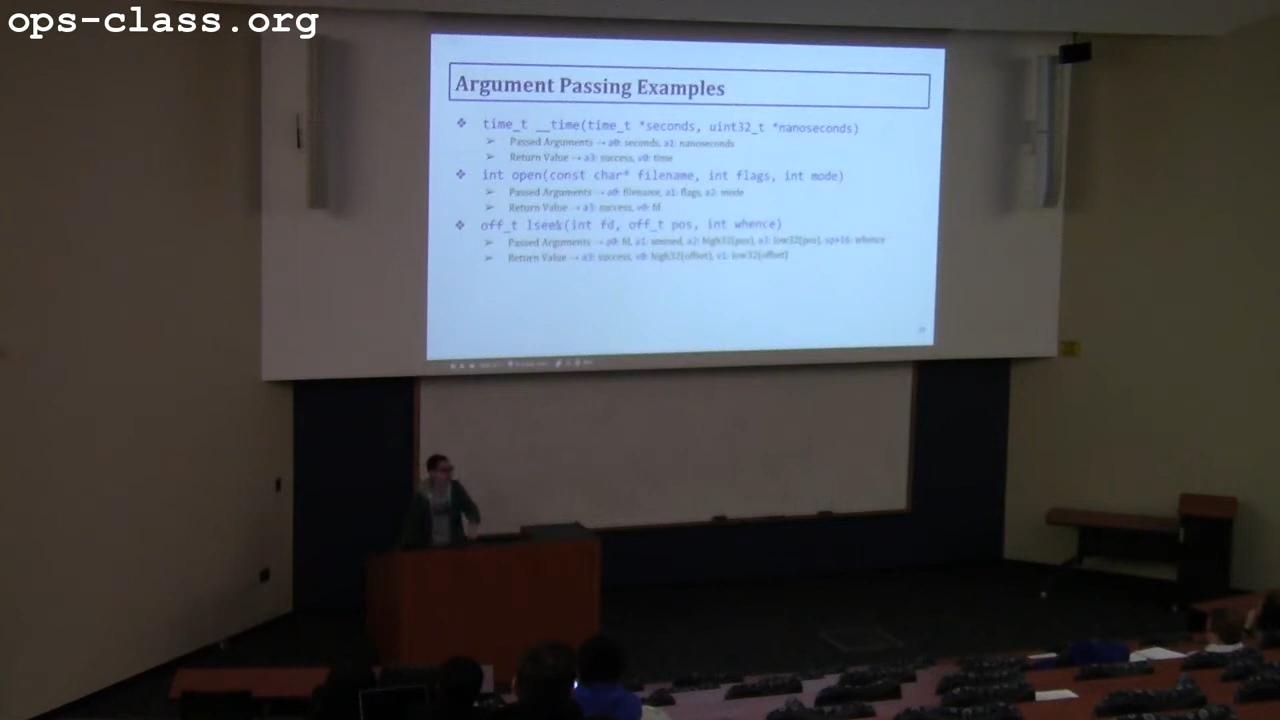 ops-class.org
Argument Passing Examples
❖ time_t __time(time_t *seconds, uint32_t *nanoseconds)
➢ Passed Arguments → a0: seconds, a1: nanoseconds
➢ Return Value → a3: success, v0: time
❖ int open(const char* filename, int flags, int mode)
➢ Passed Arguments → a0: filename, a1: flags, a2: mode
➢ Return Value → a3: success, v0: fd
❖ off_t lseek(int fd, off_t pos, int whence)
➢ Passed Arguments → a0: fd, a1: unused, a2: high32(pos), a3: low32(pos), sp+16: whence
➢ Return Value → a3: success, v0: high32(offset), v1: low32(offset)